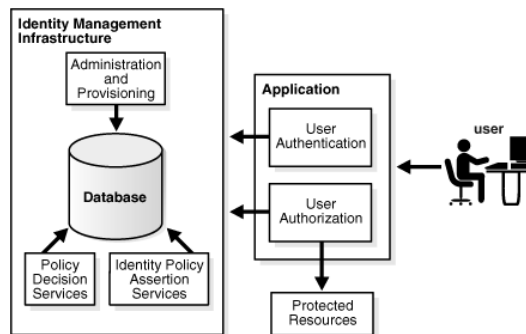 Identity Management
Infrastructure
Administration
and
Provisioning
Database
Policy
Decision
Services
Identity Policy
Assertion
Services
Application
User
Authentication
User
Authorization
Protected
Resources
user